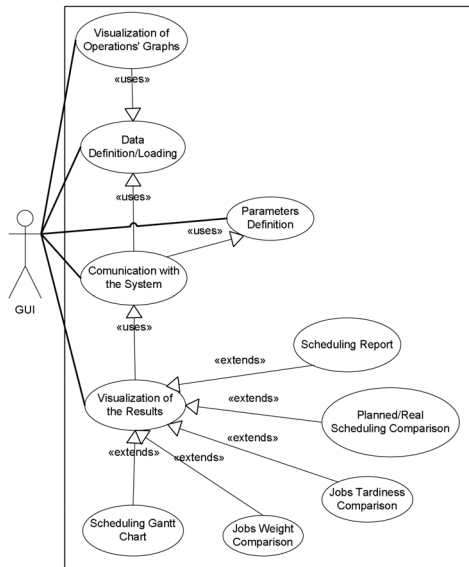 Visualization of
Operations' Graphs
«uses»
Data
Definition/Loading
«uses»
Parameters
Definition
«uses»
Comunication with
the System
GUI
«uses»
Scheduling Report
«extends»
Visualization of
the Results
«extends»
Planned/Real
Scheduling Comparison
«extends»
«extends»
«extends»
Jobs Tardiness
Comparison
Scheduling Gantt
Chart
Jobs Weight
Comparison